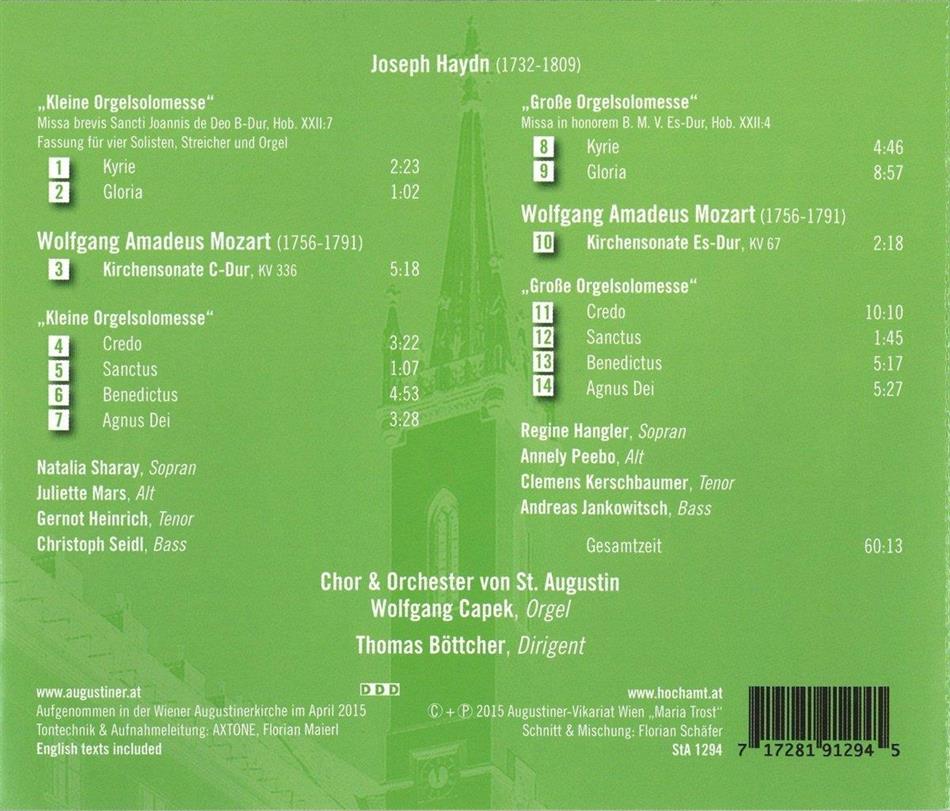 Joseph Haydn (1732-1809)
„Kleine Orgelsolomesse“
Missa brevis Sancti Joannis de Deo B-Dur, Hob. XXII:7
Fassung für vier Solisten, Streicher und Orgel
1 Kyrie 2:23
2 Gloria 1:02
Wolfgang Amadeus Mozart (1756-1791)
3 Kirchensonate C-Dur, KV 336 5:18
„Kleine Orgelsolomesse“
4 Credo 3:22
5 Sanctus 1:07
6 Benedictus 4:53
7 Agnus Dei 3:28
Natalia Sharay, Sopran
Juliette Mars, Alt
Gernot Heinrich, Tenor
Christoph Seidl, Bass
„Große Orgelsolomesse“
Missa in honorem B. M. V. Es-Dur, Hob. XXII:4
8 Kyrie 4:46
9 Gloria 8:57
Wolfgang Amadeus Mozart (1756-1791)
10 Kirchensonate Es-Dur, KV 67 2:18
„Große Orgelsolomesse“
11 Credo 10:10
12 Sanctus 1:45
13 Benedictus 5:17
14 Agnus Dei 5:27
Regine Hangler, Sopran
Annely Peebo, Alt
Clemens Kerschbaumer, Tenor
Andreas Jankowitsch, Bass
Gesamtzeit 60:13
Chor & Orchester von St. Augustin
Wolfgang Capek, Orgel
Thomas Böttcher, Dirigent
www.augustiner.at
Aufgenommen in der Wiener Augustinerkirche im April 2015
Tontechnik & Aufnahmeleitung: AXTONE, Florian Maierl
English texts included
DDD
www.hochamt.at
Ⓒ + Ⓟ 2015 Augustiner-Vikariat Wien „Maria Trost“
Schnitt & Mischung: Florian Schäfer
StA 1294
7 17281 91294 5